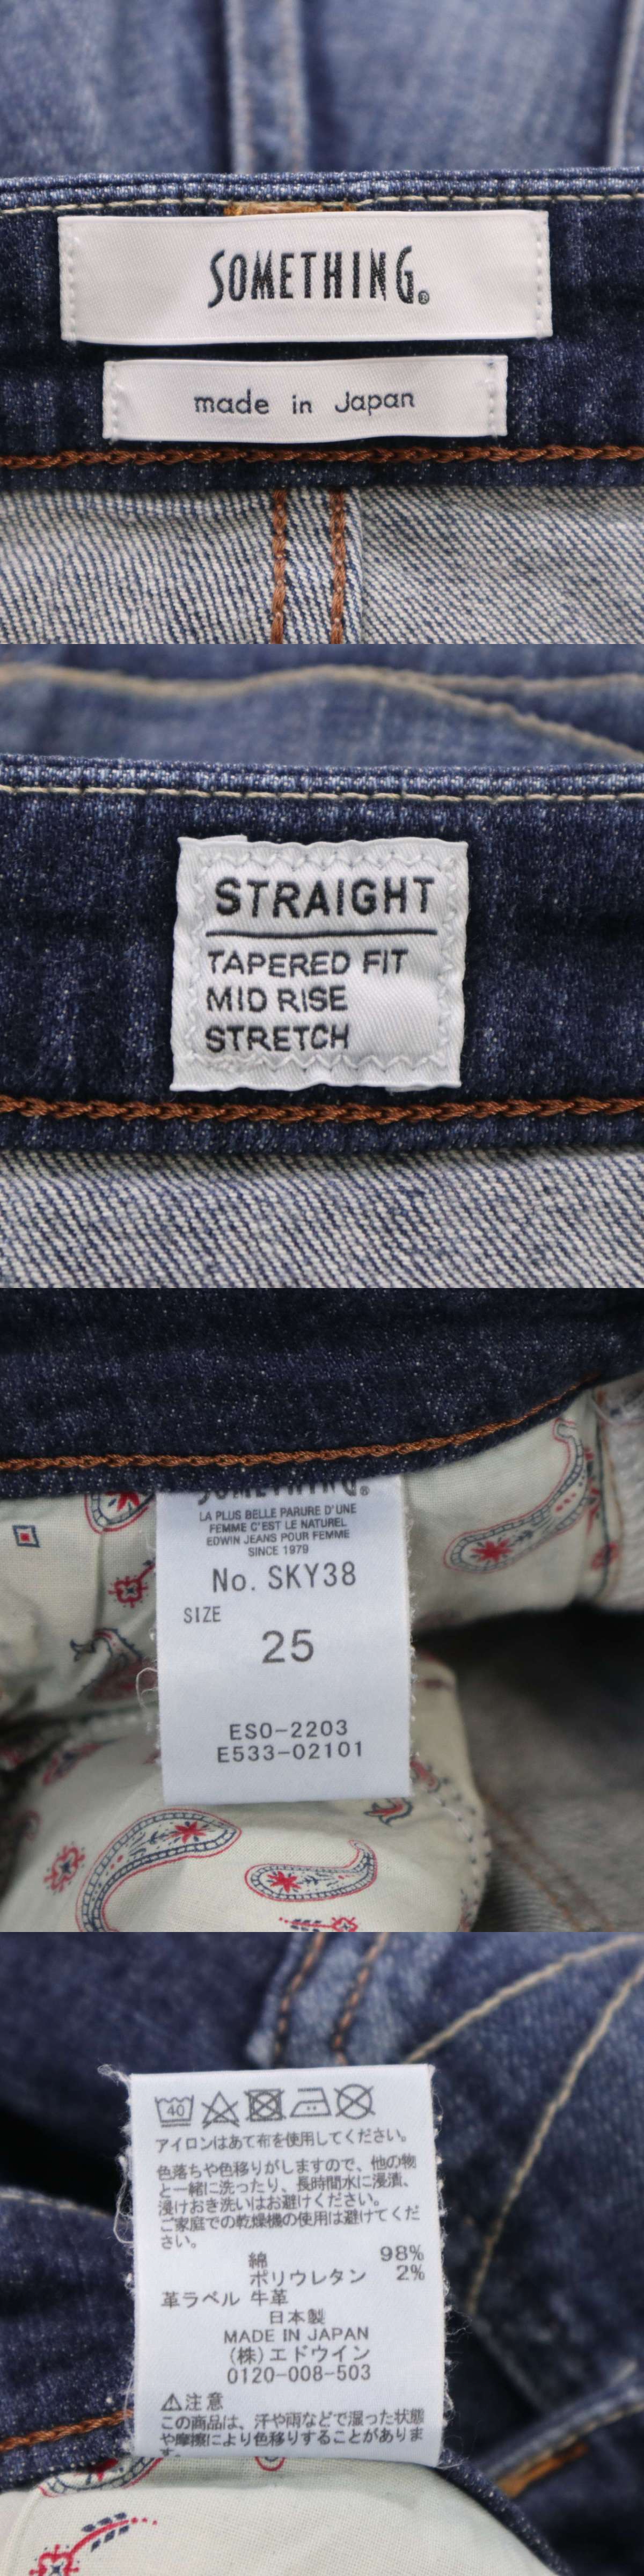 SOMETHING®
made in Japan
STRAIGHT
TAPERED FIT
MID RISE
STRETCH
SOMETHING®
LA PLUS BELLE PARURE D'UNE
FEMME C'EST LE NATUREL
EDWIN JEANS POUR FEMME
SINCE 1979
No. SKY38
SIZE
25
ESO-2203
E533-02101
40
アイロンはあて布を使用してください。
色落ちや色移りがしますので、他の物
と一緒に洗ったり、長時間水に浸漬、
浸けおき洗いはお避けください。
ご家庭での乾燥機の使用は避けてくだ
さい。
綿 98%
ポリウレタン 2%
革ラベル 牛革
日本製
MADE IN JAPAN
(株)エドウイン
0120-008-503
⚠注意
この商品は、汗や雨などで湿った状態
や摩擦により色移りすることがありま
す。